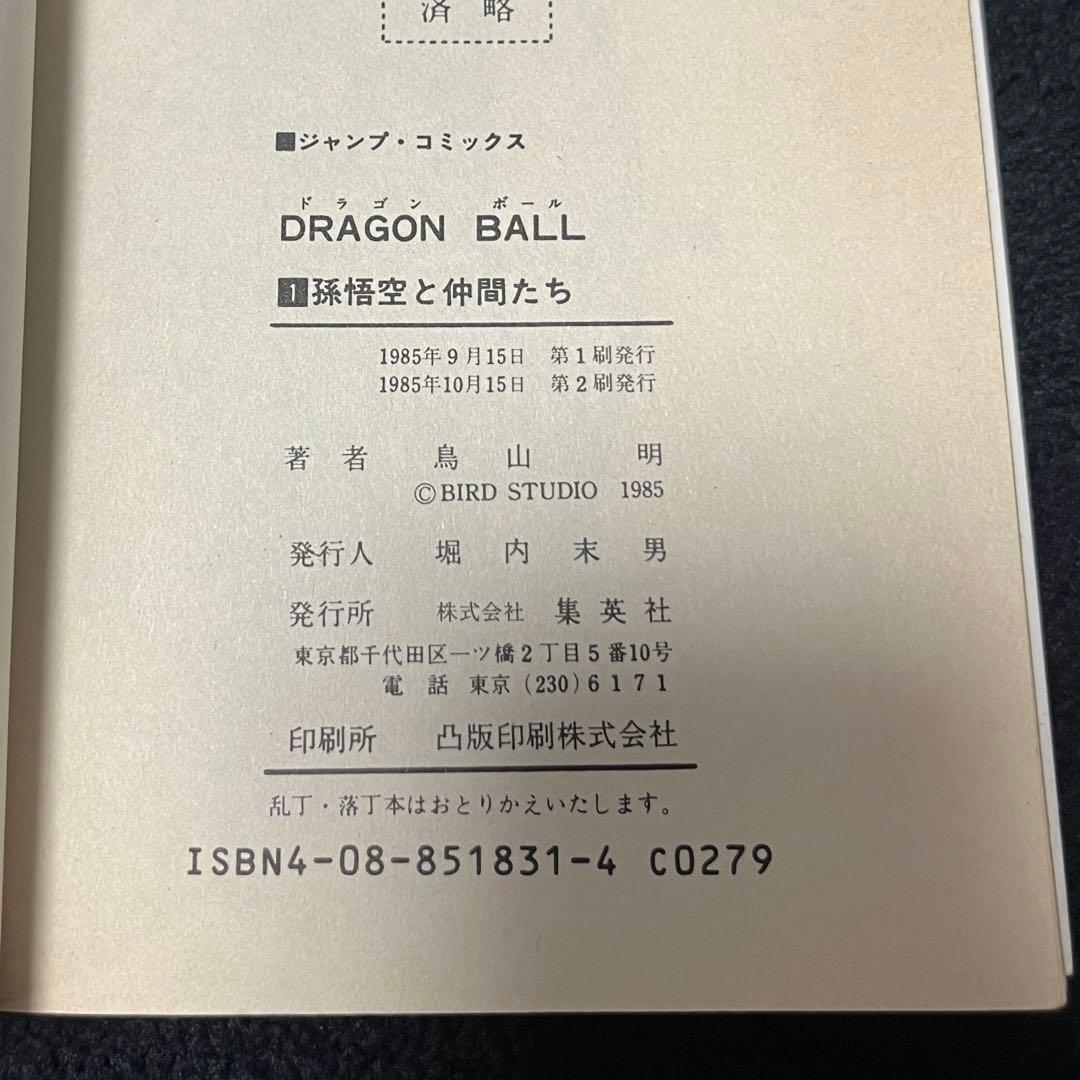 済 略
■ジャンプ・コミックス
ドラゴン ボール
DRAGON BALL
1 孫悟空と仲間たち
1985年9月15日 第1刷発行
1985年10月15日 第2刷発行
著者 鳥山 明
©BIRD STUDIO 1985
発行人 堀内末男
発行所 株式会社 集英社
東京都千代田区一ツ橋2丁目5番10号
電話 東京(230)6171
印刷所 凸版印刷株式会社
乱丁・落丁本はおとりかえいたします。
ISBN4-08-851831-4 C0279